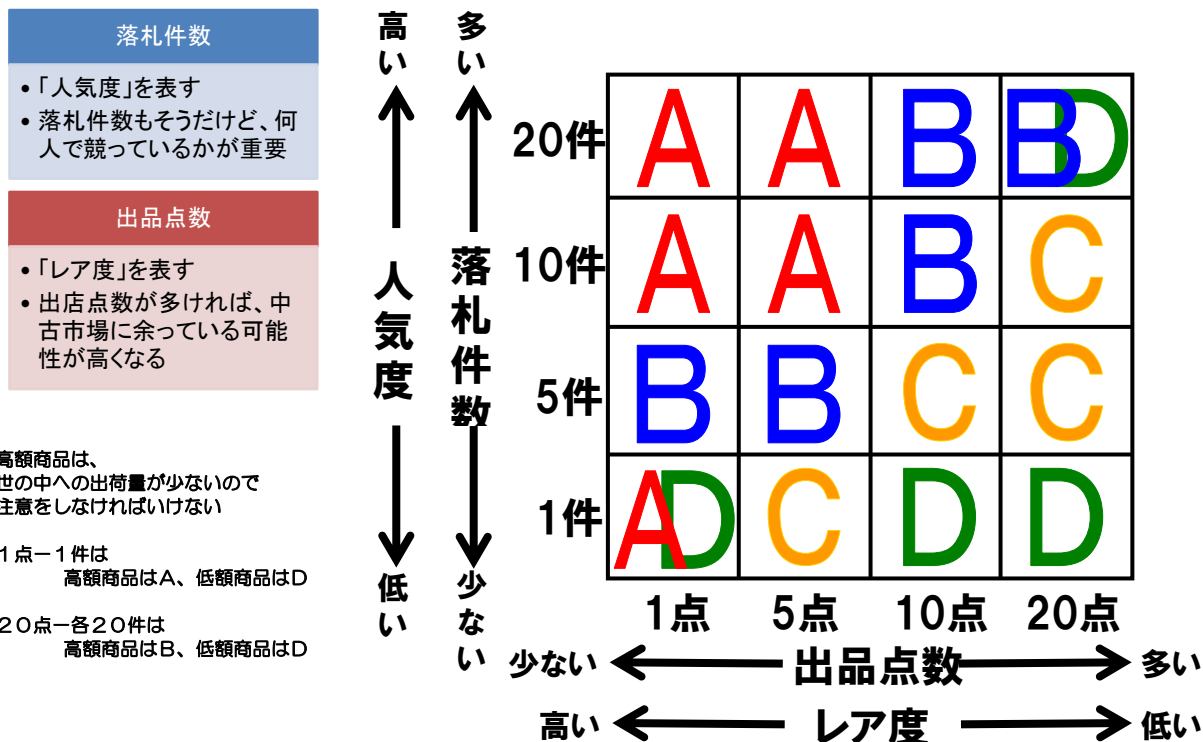 落札件数
• 「人気度」を表す
• 落札件数もそうだけど、何
人で競っているかが重要
出品点数
• 「レア度」を表す
• 出店点数が多ければ、中
古市場に余っている可能
性が高くなる
高額商品は、
世の中への出荷量が少ないので
注意をしなければいけない
1点－1件は
高額商品はA、低額商品はD
20点－各20件は
高額商品はB、低額商品はD
高い
人気度
低い
多い
落札件数
少ない
20件 A A B BD
10件 A A B C
5件 B B C C
1件 AD C D D
1点 5点 10点 20点
少ない 出品点数 多い
高い レア度 低い